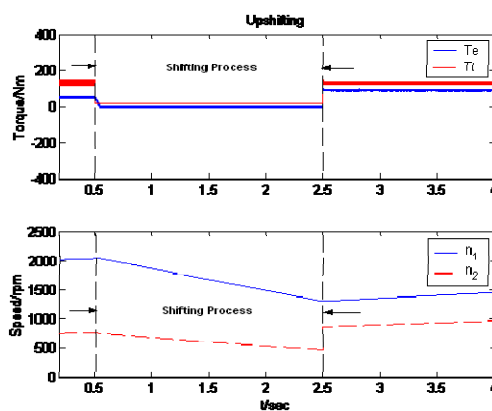 Upshifting
400
200
0
-200
-400
Torque/Nm
Shifting Process
Te
Tl
0.5
1
1.5
2
2.5
3
3.5
4
2500
2000
1500
1000
500
0
Speed/rpm
Shifting Process
n1
n2
0.5
1
1.5
2
2.5
3
3.5
4
t/sec